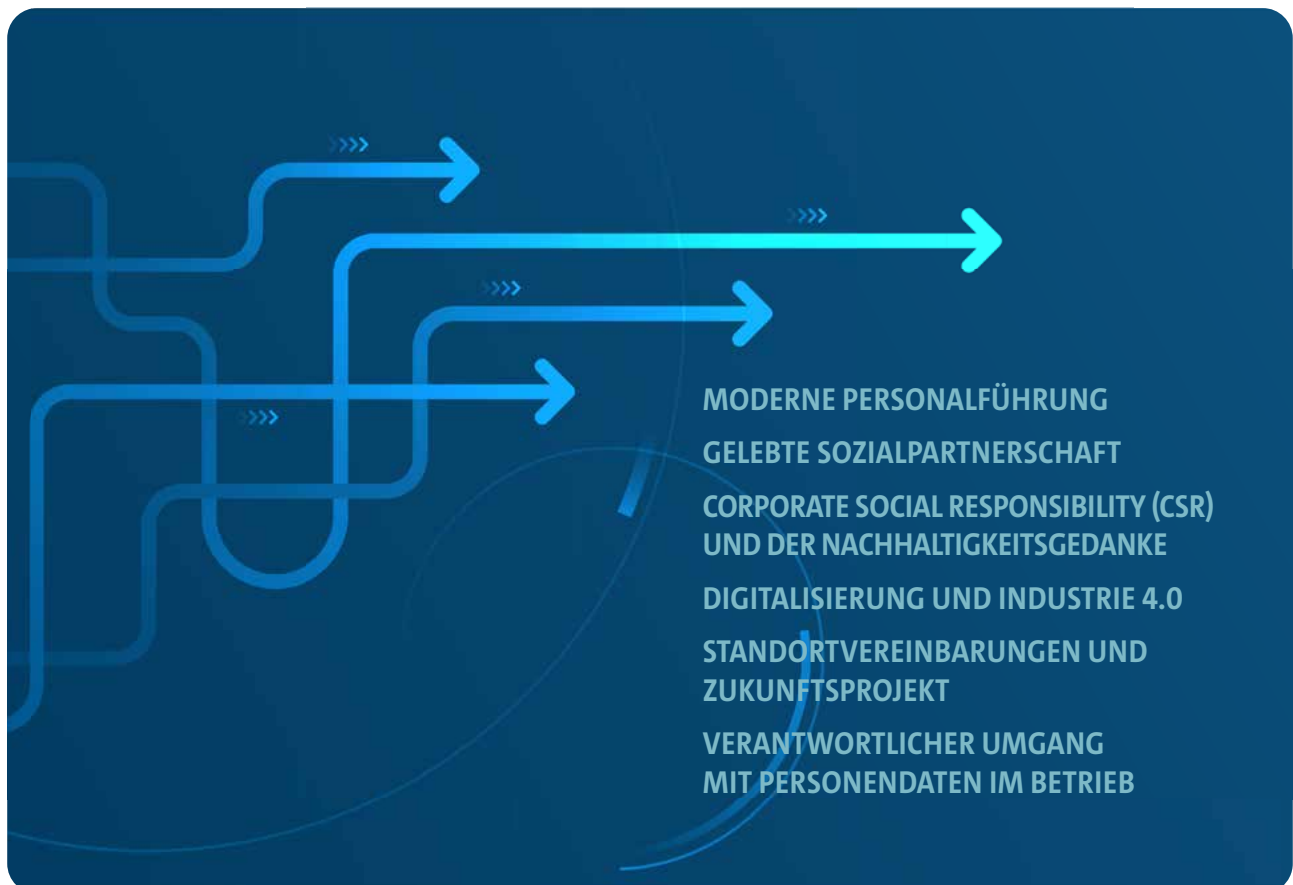 MODERNE PERSONALFÜHRUNG
GELEBTE SOZIALPARTNERSCHAFT
CORPORATE SOCIAL RESPONSIBILITY (CSR)
UND DER NACHHALTIGKEITSGEDANKE
DIGITALISIERUNG UND INDUSTRIE 4.0
STANDORTVEREINBARUNGEN UND
ZUKUNFTSPROJEKT
VERANTWORTLICHER UMGANG
MIT PERSONENDATEN IM BETRIEB